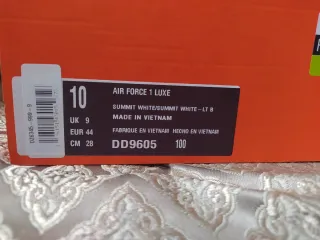 10
AIR FORCE 1 LUXE
UK 9
EUR 44
CM 28
SUMMIT WHITE/SUMMIT WHITE-LT B
MADE IN VIETNAM
FABRIQUE EN VIETNAM HECHO EN VIETNAM
DD9605 100